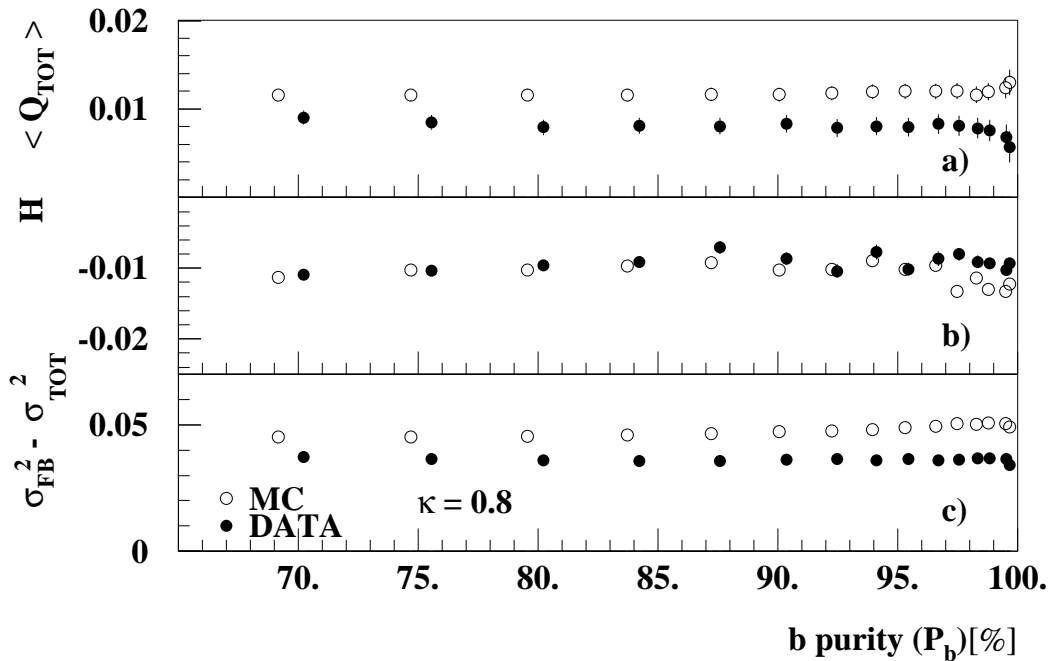 < Q_TOT >
0.02
0.01
a)
H
-0.01
-0.02
b)
σ_FB^2 - σ_TOT^2
0.05
0
MC
DATA
κ = 0.8
c)
70. 75. 80. 85. 90. 95. 100.
b purity (P_b)[%]